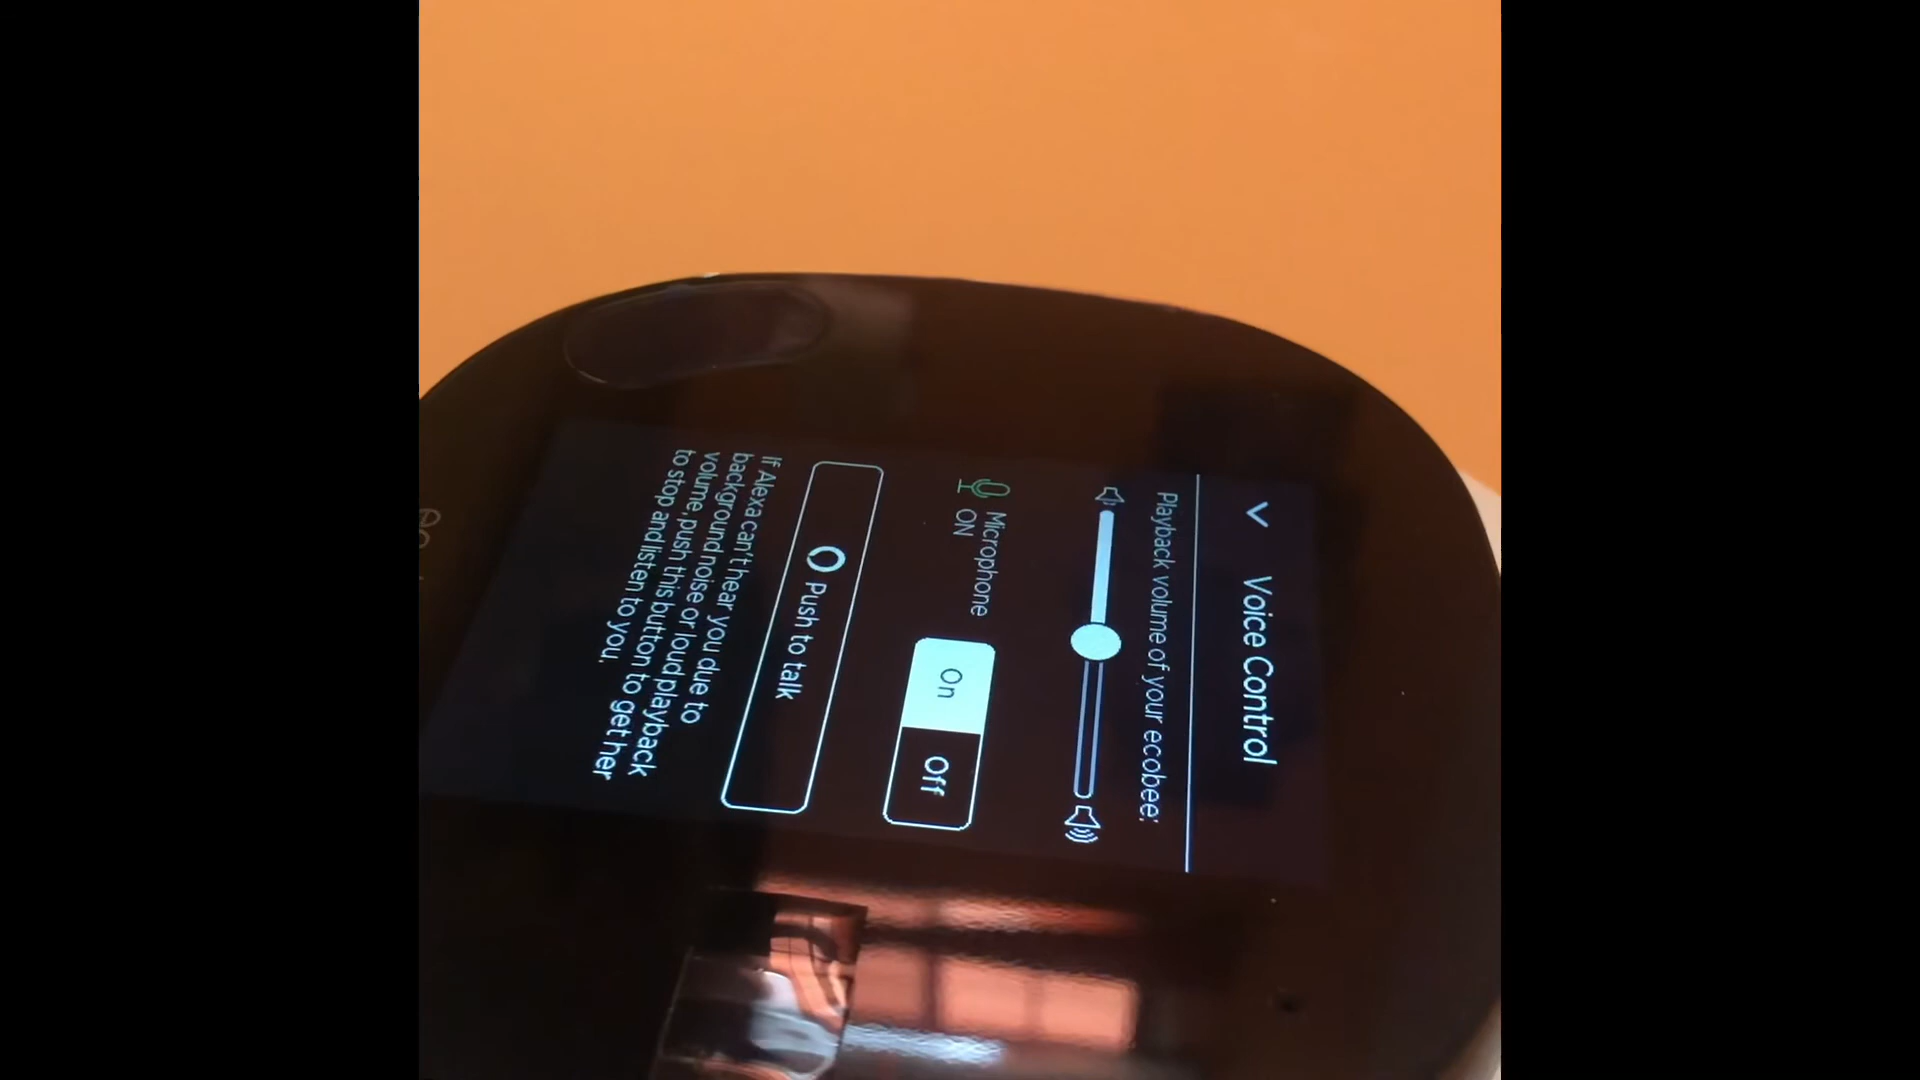 Voice Control
Playback volume of your ecobee:
Microphone
ON
On
Off
Push to talk
If Alexa can't hear you due to
background noise or loud playback
volume, push this button to get her
to stop and listen to you.